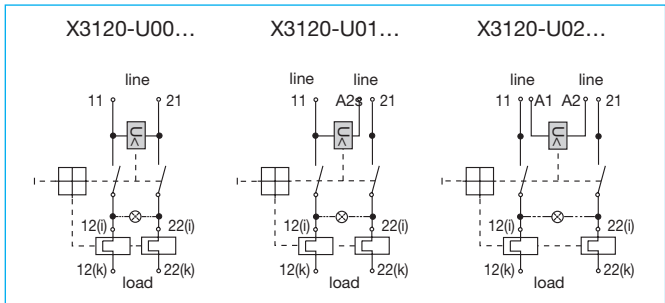 X3120-U00... X3120-U01... X3120-U02...
line line line line line
11 21 11 A2s 21 11 A1 A2 21
U< U< U<
12(i) 22(i) 12(i) 22(i) 12(i) 22(i)
12(k) 22(k) 12(k) 22(k) 12(k) 22(k)
load load load